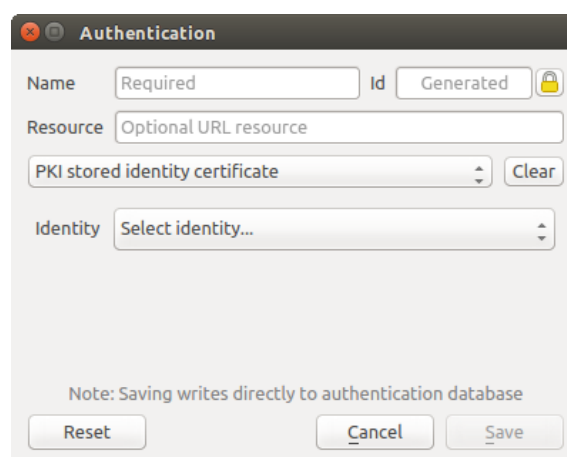 Authentication
Name Required Id Generated
Resource Optional URL resource
PKI stored identity certificate Clear
Identity Select identity...
Note: Saving writes directly to authentication database
Reset Cancel Save